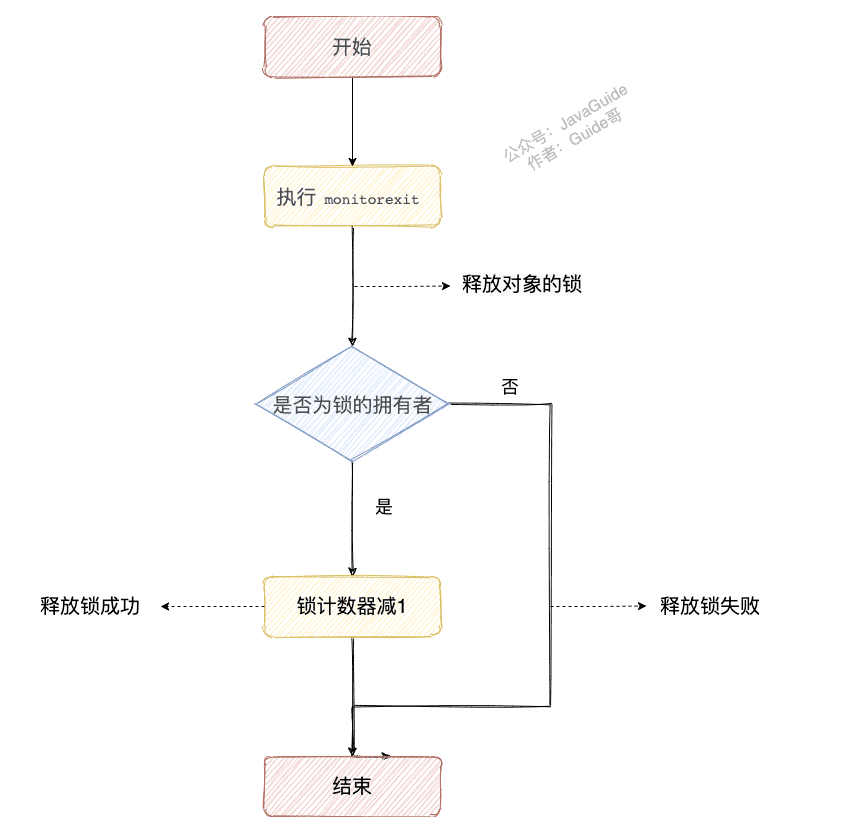 开始
公众号：JavaGuide
作者：Guide哥
执行 monitorexit
释放对象的锁
是否为锁的拥有者
否
是
释放锁成功
锁计数器减1
释放锁失败
结束